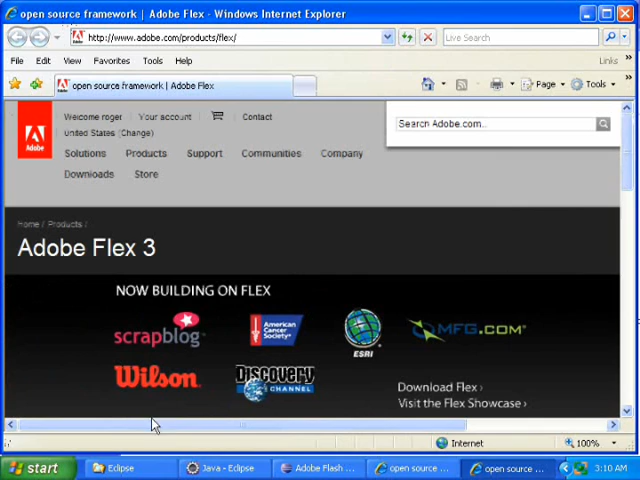 open source framework | Adobe Flex - Windows Internet Explorer
http://www.adobe.com/products/flex/
Live Search
File Edit View Favorites Tools Help
Links
open source framework | Adobe Flex
Page Tools
Welcome roger Your account Contact
united States (Change)
Search Adobe.com..
Adobe
Solutions Products Support Communities Company
Downloads Store
Home / Products /
Adobe Flex 3
NOW BUILDING ON FLEX
scrapblog
American Cancer Society
ESRI
MFG.COM
Wilson
Discovery CHANNEL
Download Flex ›
Visit the Flex Showcase ›
Internet 100%
start Eclipse Java - Eclipse Adobe Flash ... open source ... open source ... 3:10 AM